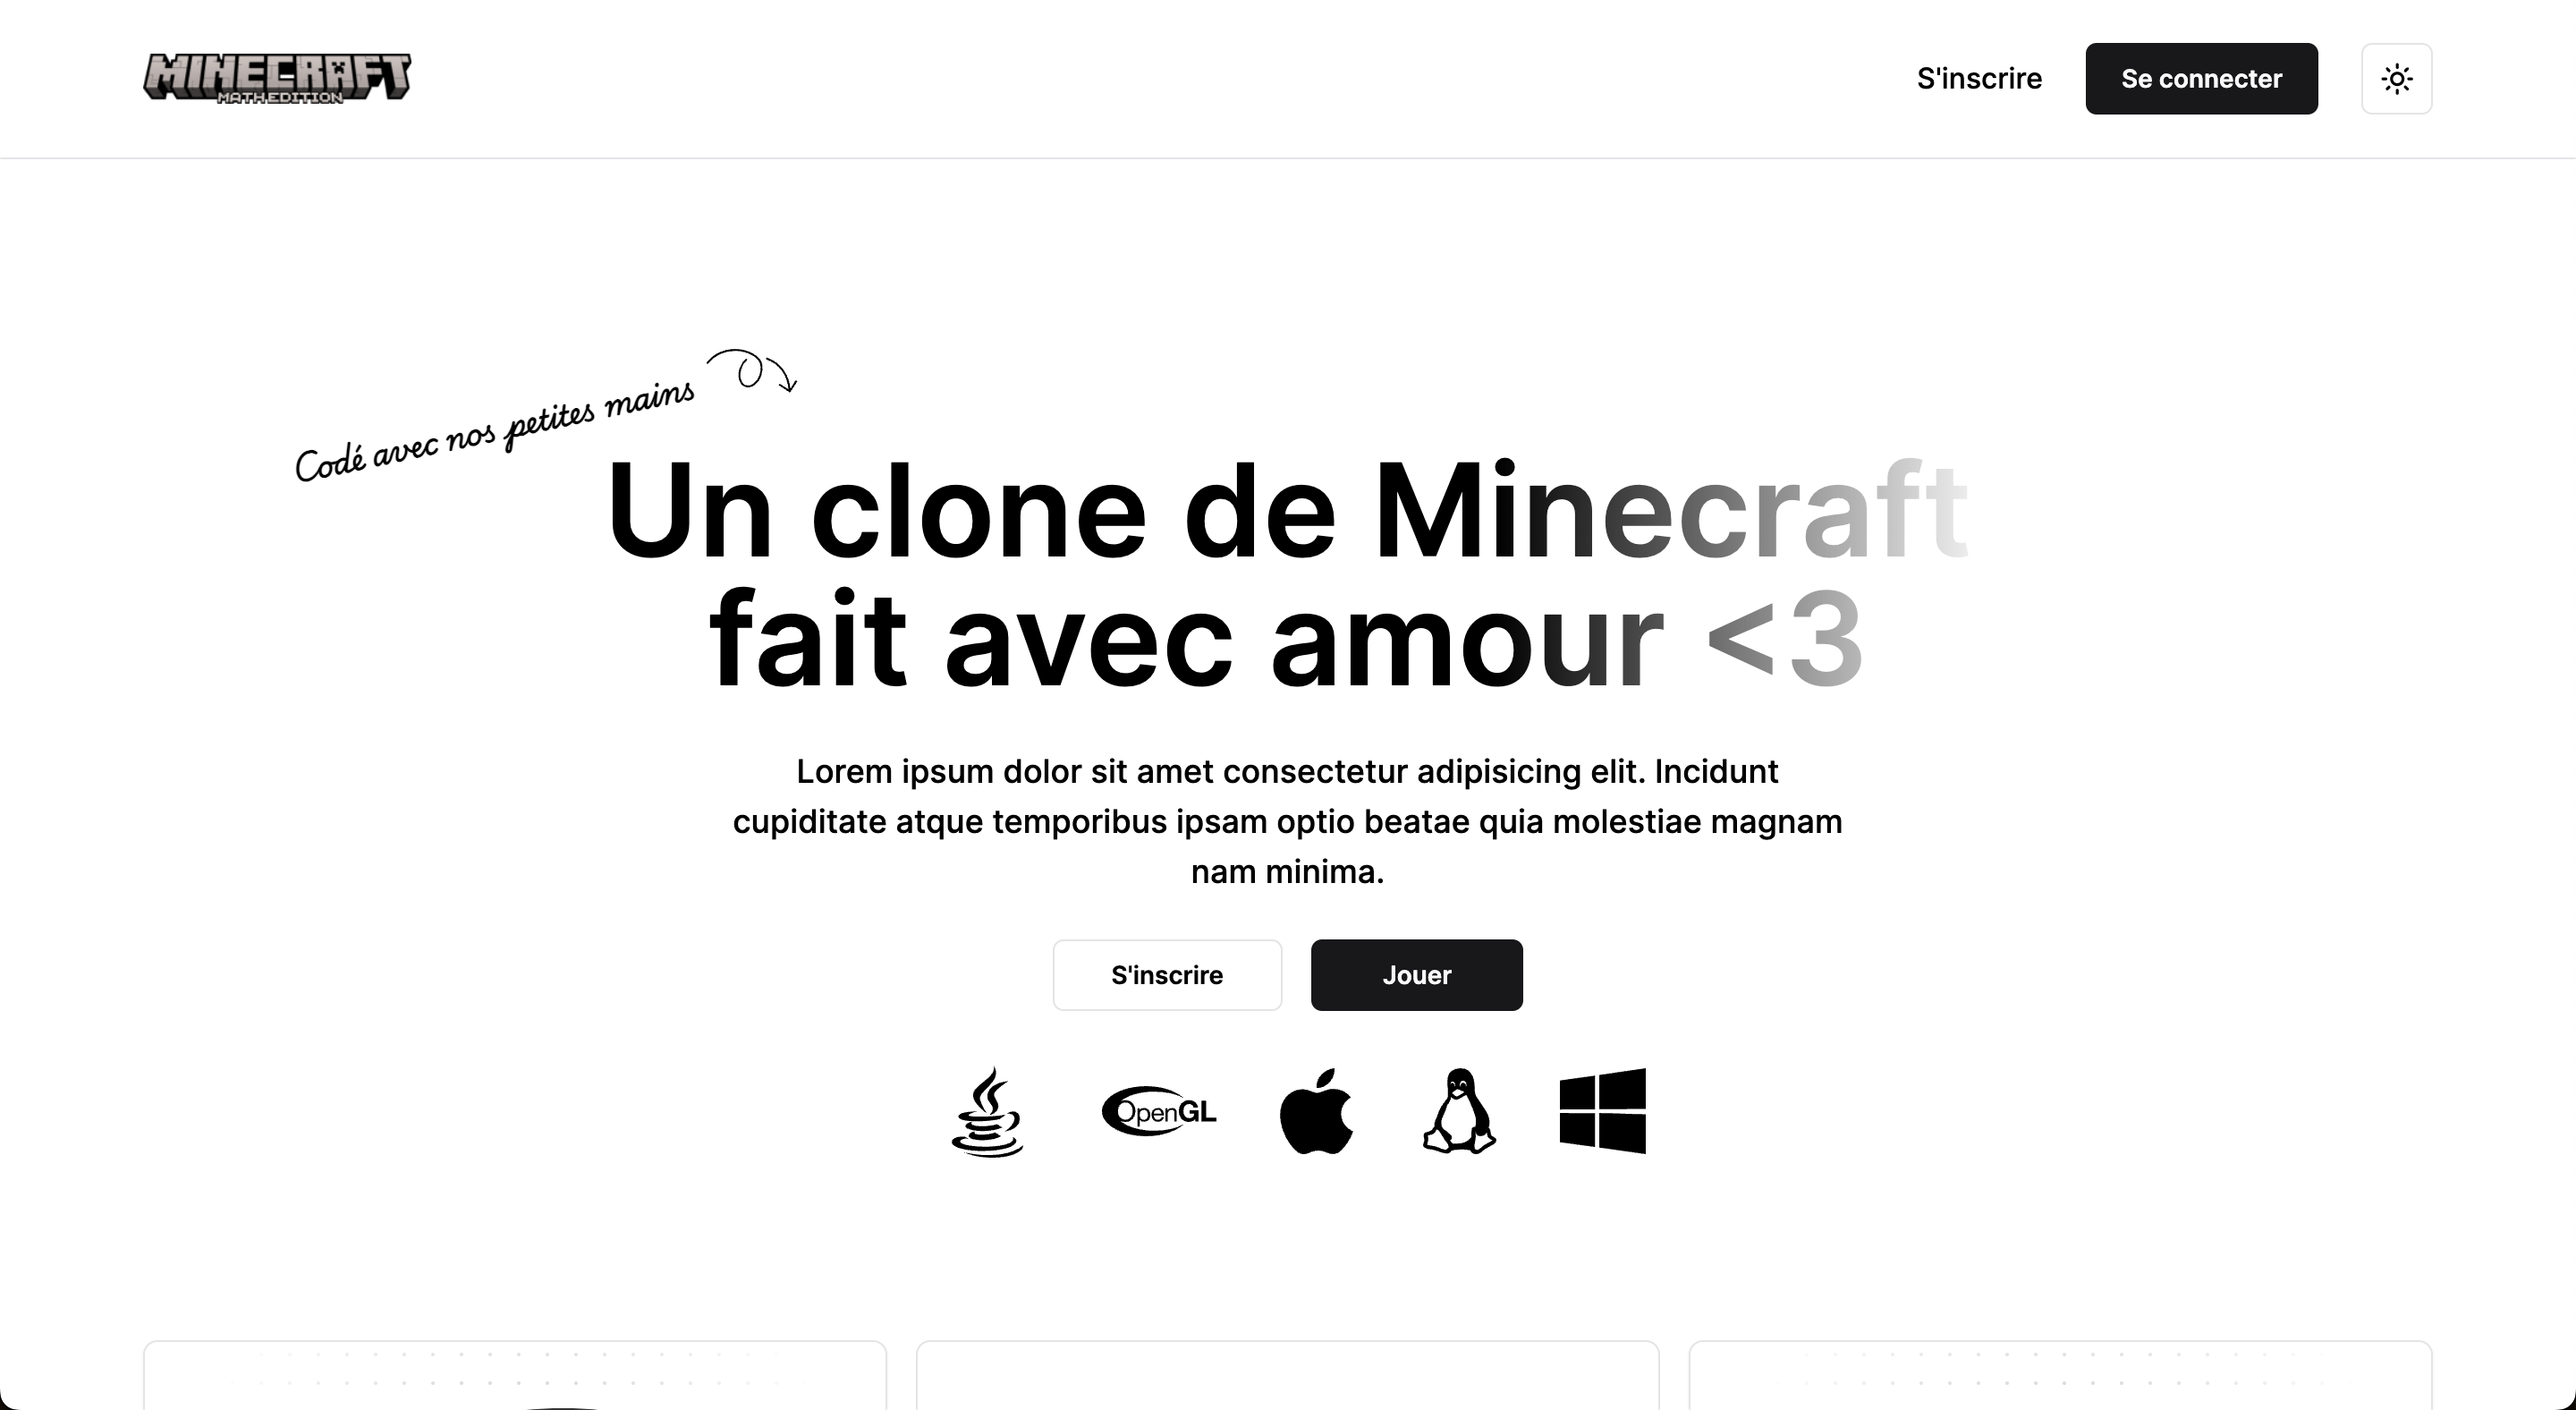 MINECRAFT
MATH EDITION
S'inscrire
Se connecter
Codé avec nos petites mains
Un clone de Minecraft
fait avec amour <3
Lorem ipsum dolor sit amet consectetur adipisicing elit. Incidunt
cupiditate atque temporibus ipsam optio beatae quia molestiae magnam
nam minima.
S'inscrire
Jouer
OpenGL